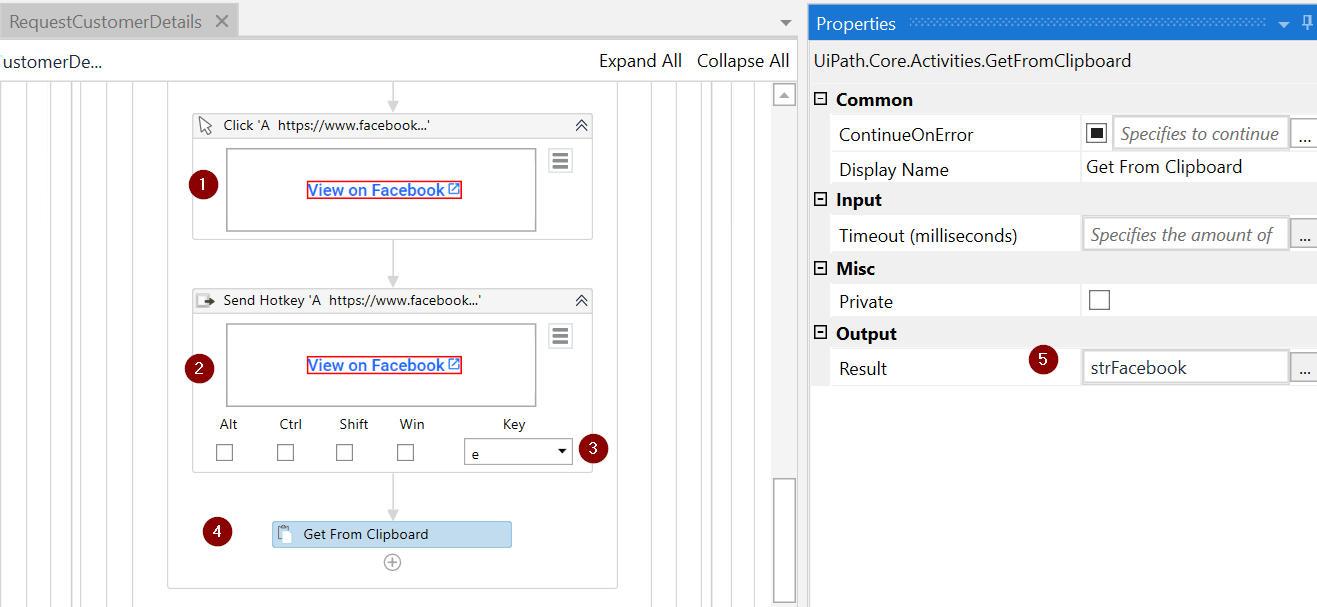 RequestCustomerDetails
ustomerDe...
Expand All Collapse All
Click 'A https://www.facebook...'
1
View on Facebook
Send Hotkey 'A https://www.facebook...'
2
View on Facebook
Alt Ctrl Shift Win Key
e
3
4
Get From Clipboard
Properties
UiPath.Core.Activities.GetFromClipboard
Common
ContinueOnError Specifies to continue ...
Display Name Get From Clipboard
Input
Timeout (milliseconds) Specifies the amount of ...
Misc
Private
Output
Result 5 strFacebook ...